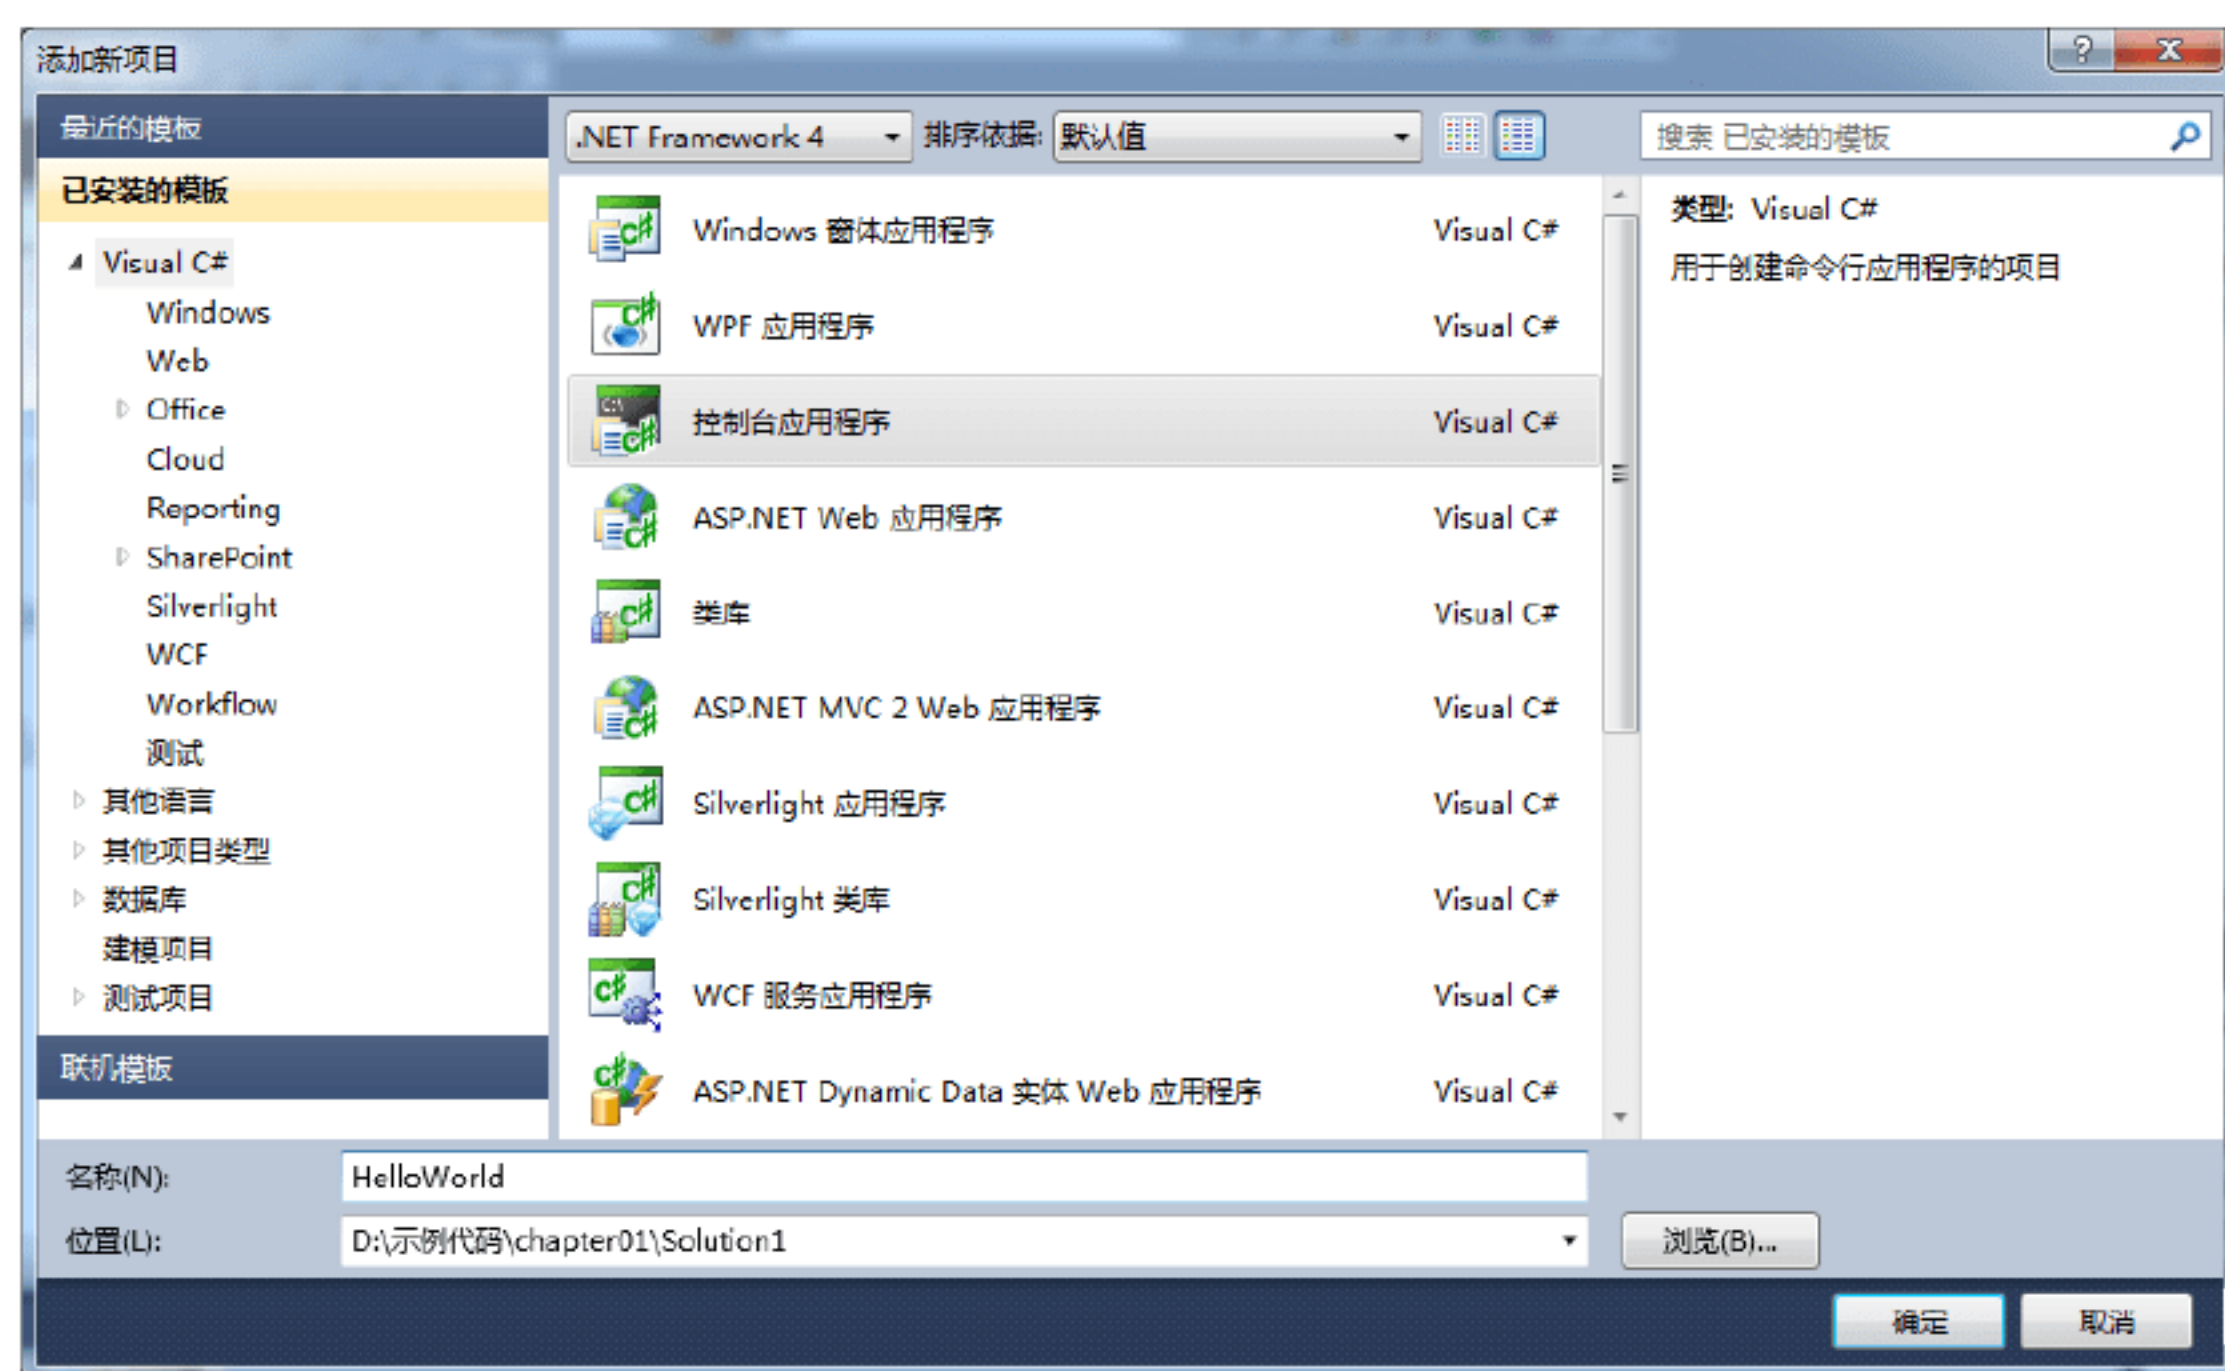 添加新项目
最近的模板
已安装的模板
Visual C#
Windows
Web
Office
Cloud
Reporting
SharePoint
Silverlight
WCF
Workflow
测试
其他语言
其他项目类型
数据库
建模项目
测试项目
联机模板
.NET Framework 4 排序依据: 默认值
Windows 窗体应用程序 Visual C#
WPF 应用程序 Visual C#
控制台应用程序 Visual C#
ASP.NET Web 应用程序 Visual C#
类库 Visual C#
ASP.NET MVC 2 Web 应用程序 Visual C#
Silverlight 应用程序 Visual C#
Silverlight 类库 Visual C#
WCF 服务应用程序 Visual C#
ASP.NET Dynamic Data 实体 Web 应用程序 Visual C#
搜索 已安装的模板
类型: Visual C#
用于创建命令行应用程序的项目
名称(N): HelloWorld
位置(L): D:\示例代码\chapter01\Solution1 浏览(B)...
确定 取消